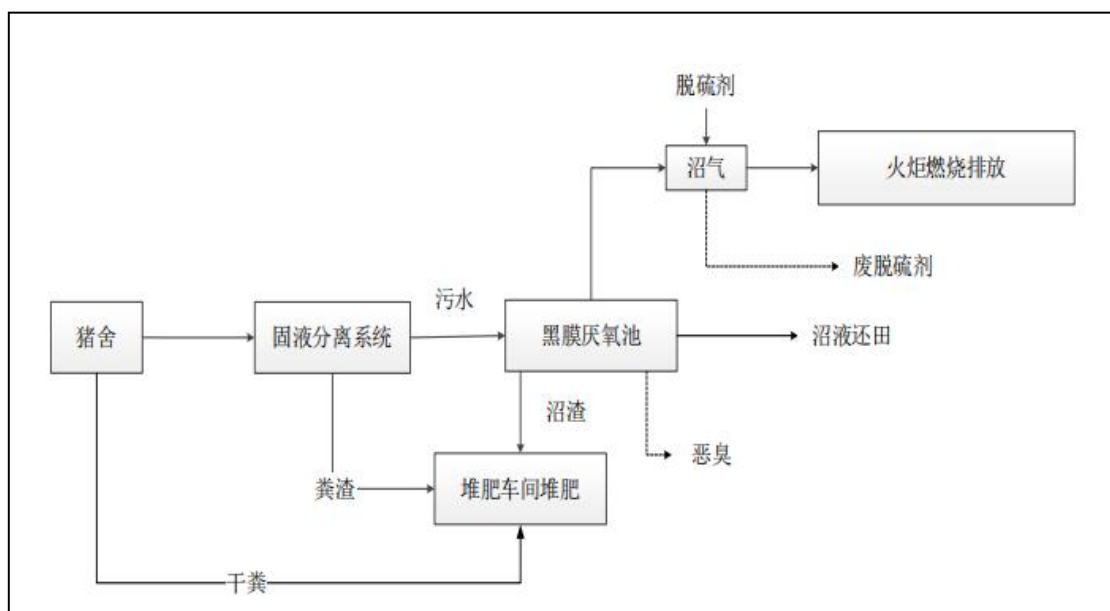 脱硫剂
沼气
火炬燃烧排放
废脱硫剂
污水
猪舍
固液分离系统
黑膜厌氧池
沼液还田
沼渣
恶臭
粪渣
堆肥车间堆肥
干粪